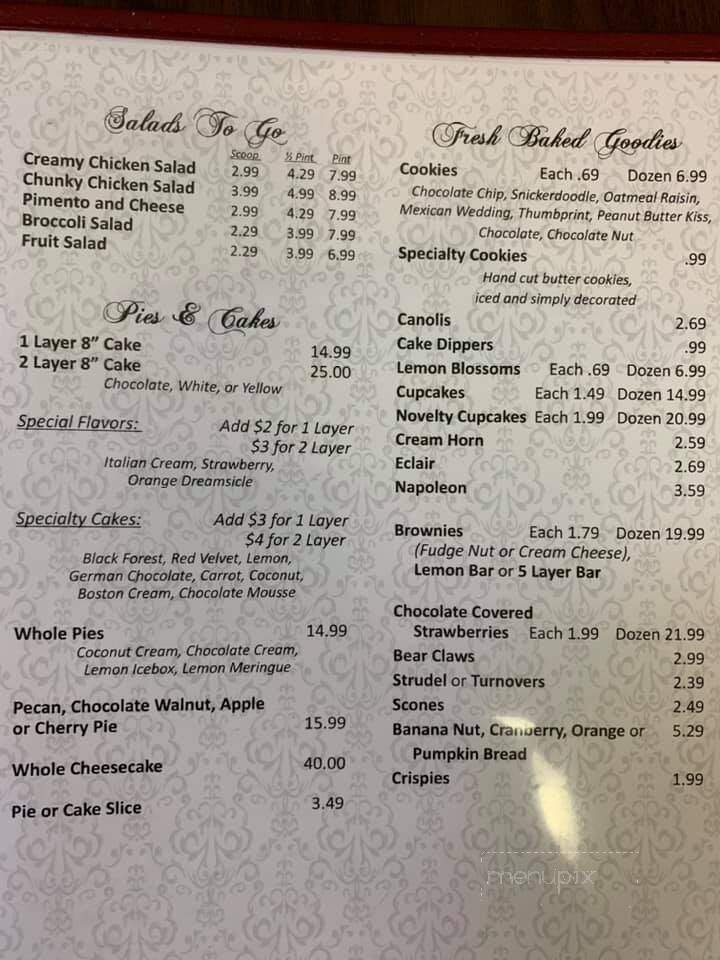 Salads To Go
Scoop ½ Pint Pint
Creamy Chicken Salad 2.99 4.29 7.99
Chunky Chicken Salad 3.99 4.99 8.99
Pimento and Cheese 2.99 4.29 7.99
Broccoli Salad 2.29 3.99 7.99
Fruit Salad 2.29 3.99 6.99
Pies & Cakes
1 Layer 8” Cake 14.99
2 Layer 8” Cake 25.00
Chocolate, White, or Yellow
Special Flavors: Add $2 for 1 Layer
$3 for 2 Layer
Italian Cream, Strawberry,
Orange Dreamsicle
Specialty Cakes: Add $3 for 1 Layer
$4 for 2 Layer
Black Forest, Red Velvet, Lemon,
German Chocolate, Carrot, Coconut,
Boston Cream, Chocolate Mousse
Whole Pies 14.99
Coconut Cream, Chocolate Cream,
Lemon Icebox, Lemon Meringue
Pecan, Chocolate Walnut, Apple
or Cherry Pie 15.99
Whole Cheesecake 40.00
Pie or Cake Slice 3.49
Fresh Baked Goodies
Cookies Each .69 Dozen 6.99
Chocolate Chip, Snickerdoodle, Oatmeal Raisin,
Mexican Wedding, Thumbprint, Peanut Butter Kiss,
Chocolate, Chocolate Nut
Specialty Cookies .99
Hand cut butter cookies,
iced and simply decorated
Canolis 2.69
Cake Dippers .99
Lemon Blossoms Each .69 Dozen 6.99
Cupcakes Each 1.49 Dozen 14.99
Novelty Cupcakes Each 1.99 Dozen 20.99
Cream Horn 2.59
Eclair 2.69
Napoleon 3.59
Brownies Each 1.79 Dozen 19.99
(Fudge Nut or Cream Cheese),
Lemon Bar or 5 Layer Bar
Chocolate Covered
Strawberries Each 1.99 Dozen 21.99
Bear Claws 2.99
Strudel or Turnovers 2.39
Scones 2.49
Banana Nut, Cranberry, Orange or 5.29
Pumpkin Bread
Crispies 1.99
menupix